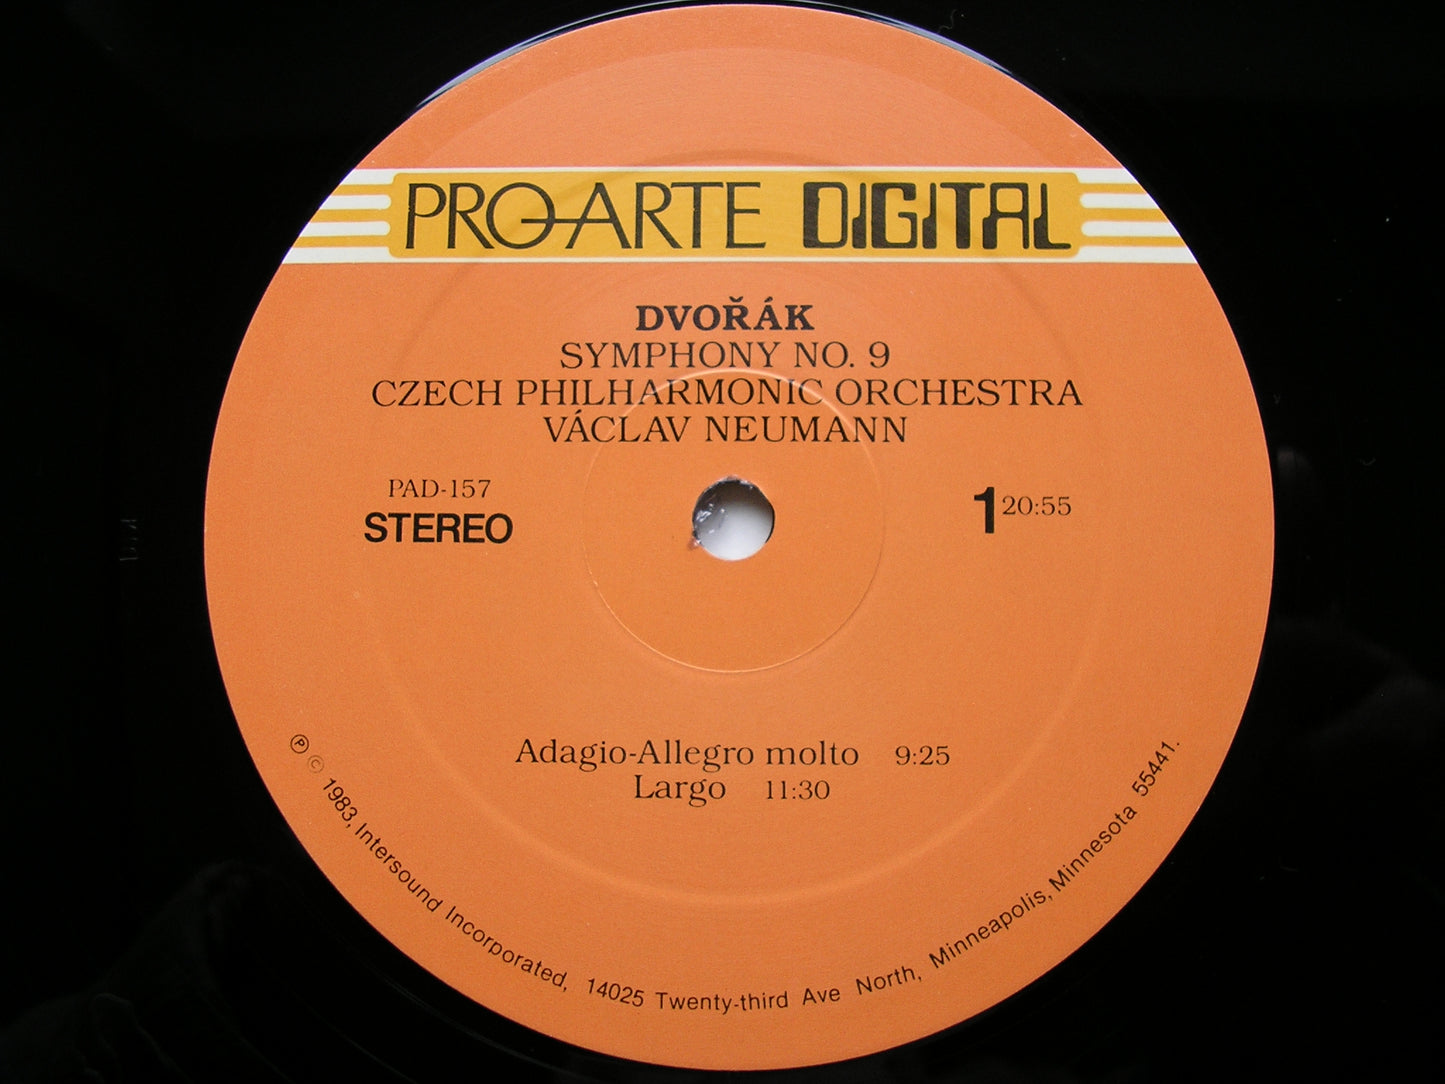 PRO-ARTE DIGITAL
DVOŘÁK
SYMPHONY NO. 9
CZECH PHILHARMONIC ORCHESTRA
VÁCLAV NEUMANN
PAD-157
STEREO
1 20:55
Adagio-Allegro molto 9:25
Largo 11:30
℗ © 1983, Intersound Incorporated, 14025 Twenty-third Ave North, Minneapolis, Minnesota 55441.